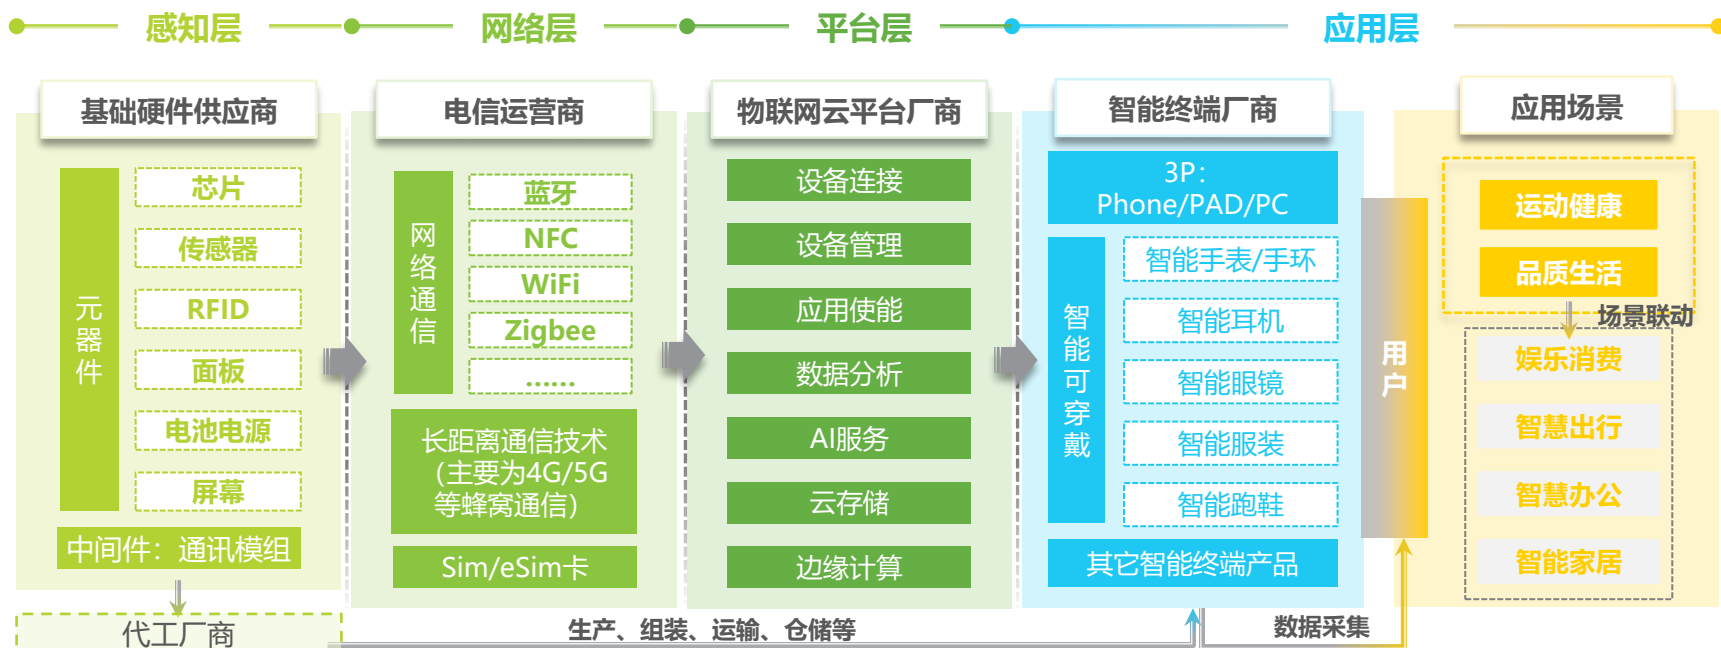 感知层
网络层
平台层
应用层
基础硬件供应商
元器件
芯片
传感器
RFID
面板
电池电源
屏幕
中间件：通讯模组
代工厂商
电信运营商
网络通信
蓝牙
NFC
WiFi
Zigbee
……
长距离通信技术
（主要为4G/5G
等蜂窝通信）
Sim/eSim卡
物联网云平台厂商
设备连接
设备管理
应用使能
数据分析
AI服务
云存储
边缘计算
智能终端厂商
3P：
Phone/PAD/PC
智能可穿戴
智能手表/手环
智能耳机
智能眼镜
智能服装
智能跑鞋
其它智能终端产品
用户
应用场景
运动健康
品质生活
场景联动
娱乐消费
智慧出行
智慧办公
智能家居
生产、组装、运输、仓储等
数据采集